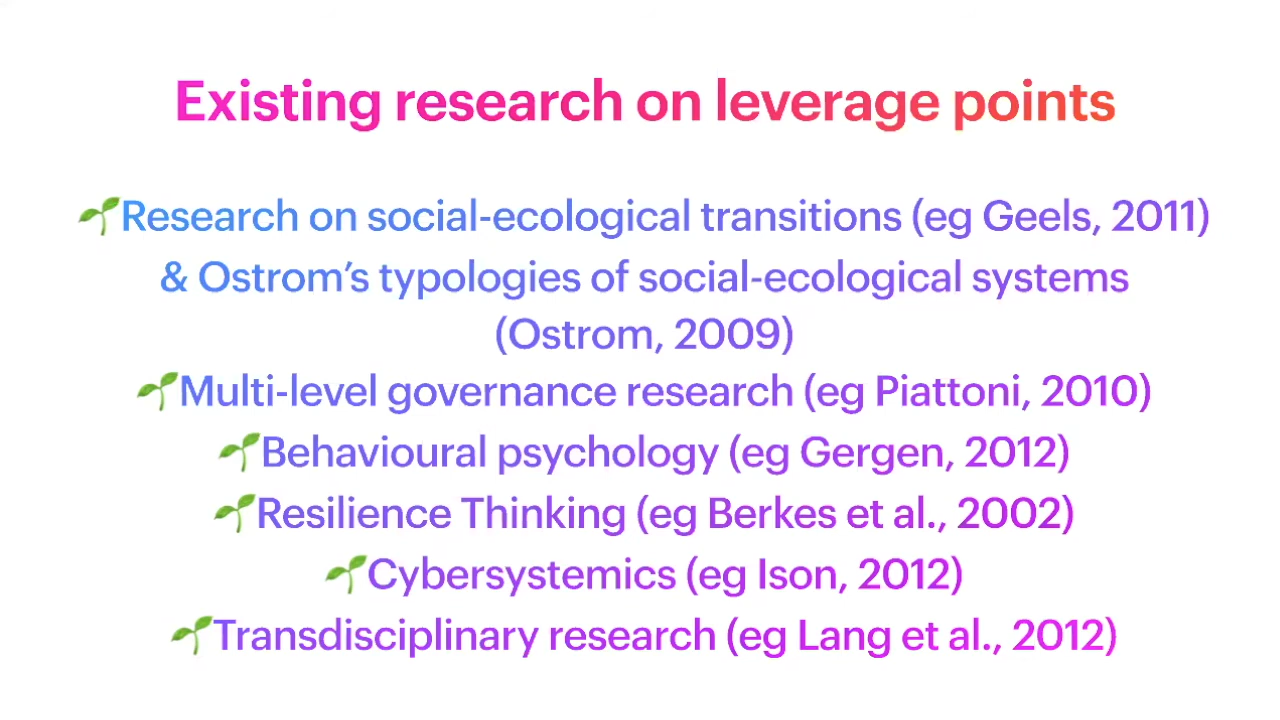 Existing research on leverage points
🌱Research on social-ecological transitions (eg Geels, 2011)
& Ostrom’s typologies of social-ecological systems
(Ostrom, 2009)
🌱Multi-level governance research (eg Piattoni, 2010)
🌱Behavioural psychology (eg Gergen, 2012)
🌱Resilience Thinking (eg Berkes et al., 2002)
🌱Cybersystemics (eg Ison, 2012)
🌱Transdisciplinary research (eg Lang et al., 2012)